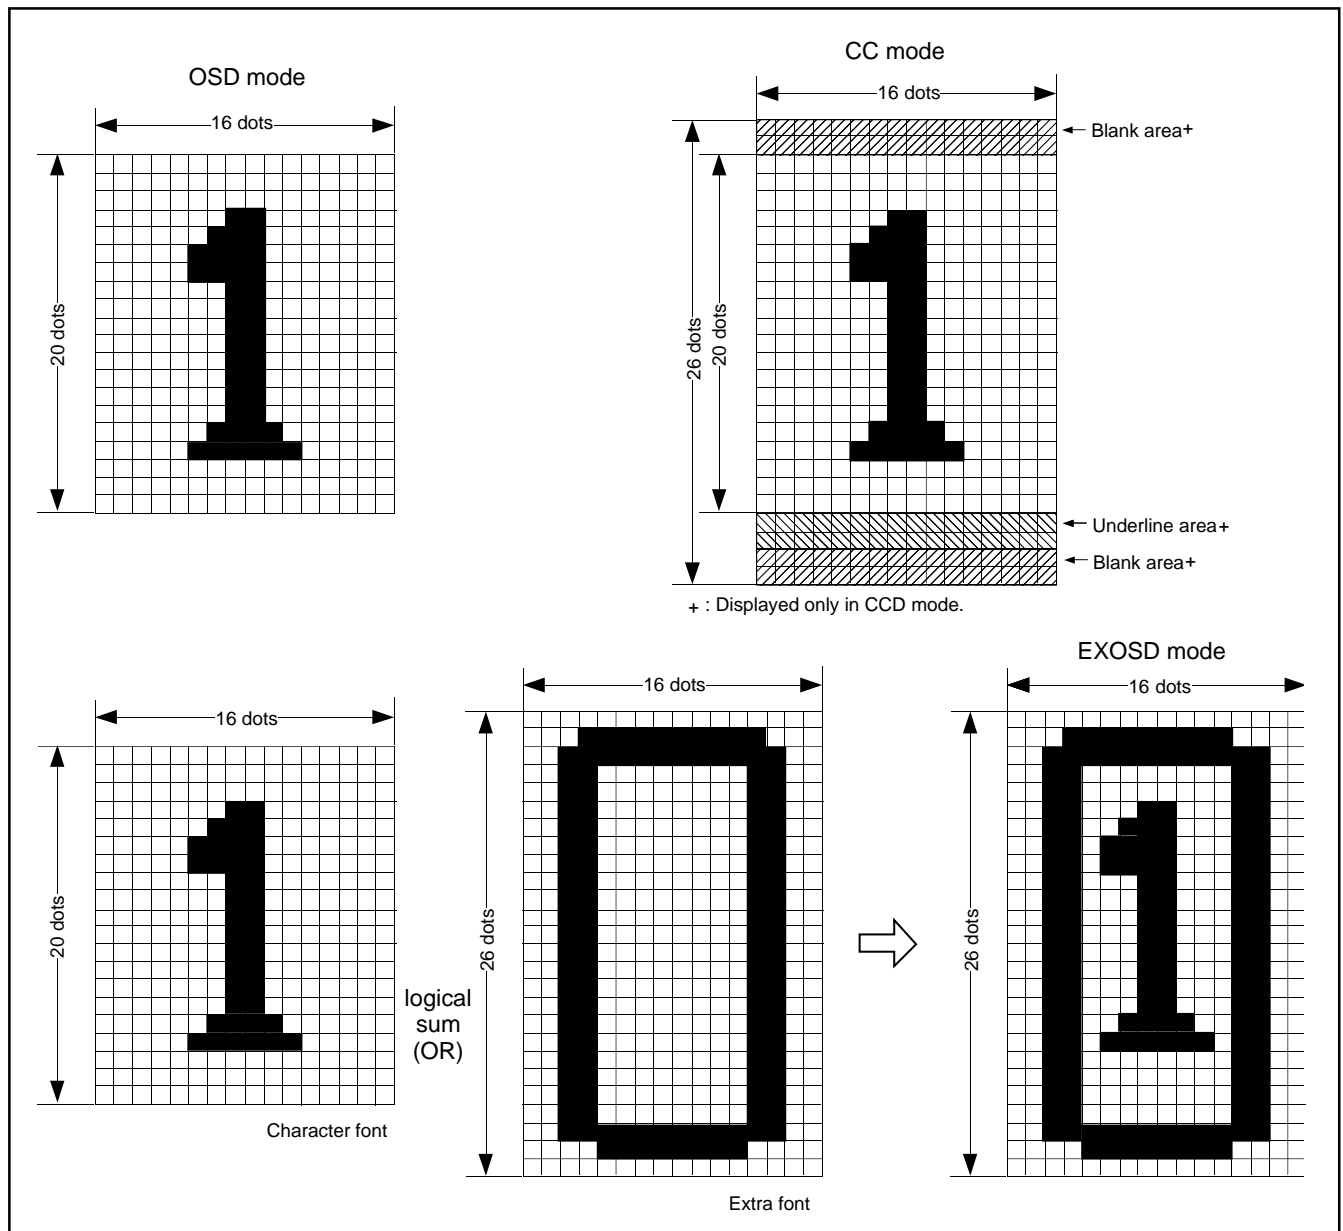 OSD mode
16 dots
20 dots
CC mode
16 dots
26 dots
20 dots
Blank area+
Underline area+
Blank area+
+ : Displayed only in CCD mode.
16 dots
20 dots
Character font
logical
sum
(OR)
16 dots
26 dots
Extra font
EXOSD mode
16 dots
26 dots